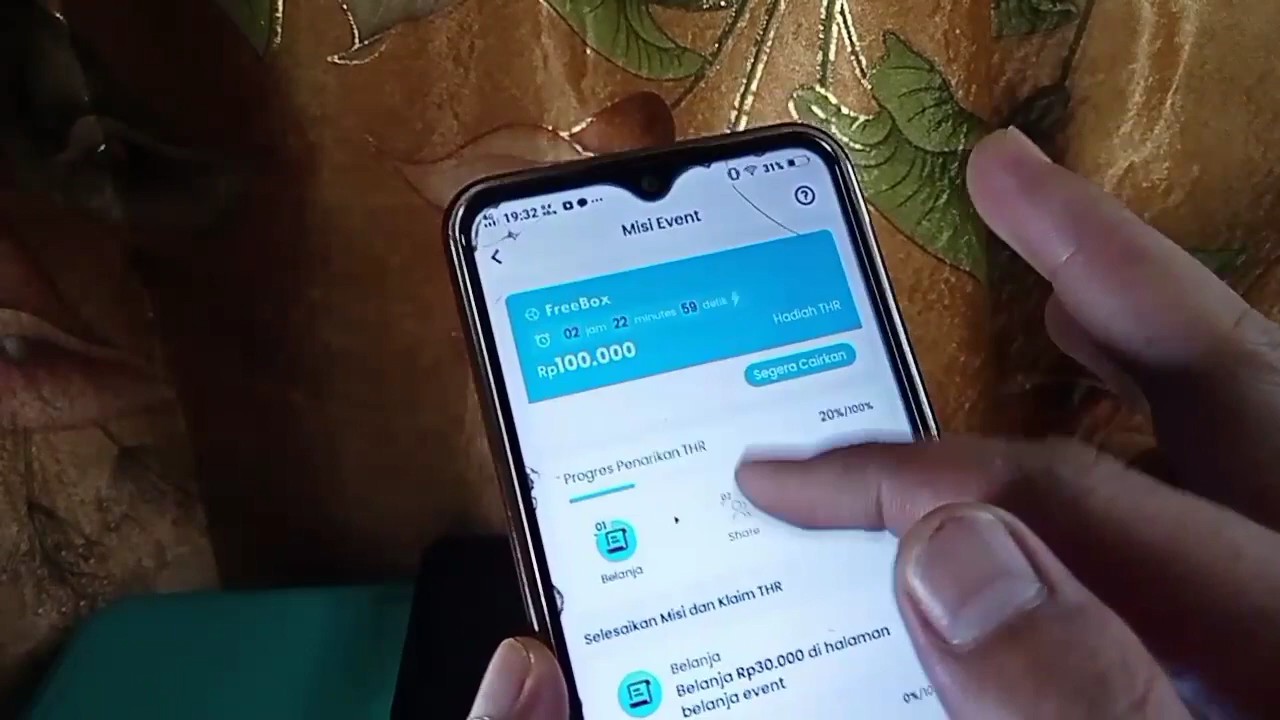 19:32
31%
Misi Event
FreeBox
02 jam 22 minutes 59 detik
Hadiah THR
Rp100.000
Segera Cairkan
20%/100%
Progres Penarikan THR
01
Belanja
Share
Selesaikan Misi dan Klaim THR
Belanja
Belanja Rp30.000 di halaman
belanja event